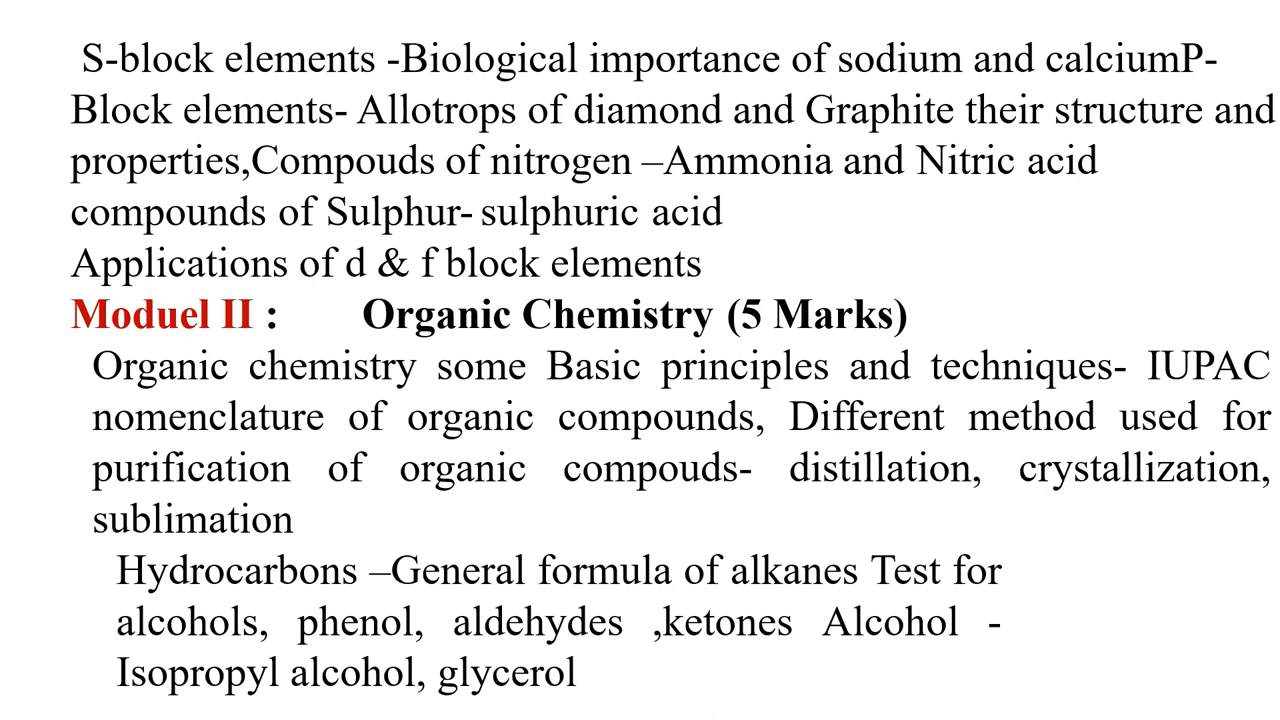 S-block elements -Biological importance of sodium and calciumP-
Block elements- Allotrops of diamond and Graphite their structure and
properties,Compouds of nitrogen –Ammonia and Nitric acid
compounds of Sulphur- sulphuric acid
Applications of d & f block elements
Moduel II : Organic Chemistry (5 Marks)
Organic chemistry some Basic principles and techniques- IUPAC
nomenclature of organic compounds, Different method used for
purification of organic compouds- distillation, crystallization,
sublimation
Hydrocarbons –General formula of alkanes Test for
alcohols, phenol, aldehydes ,ketones Alcohol -
Isopropyl alcohol, glycerol